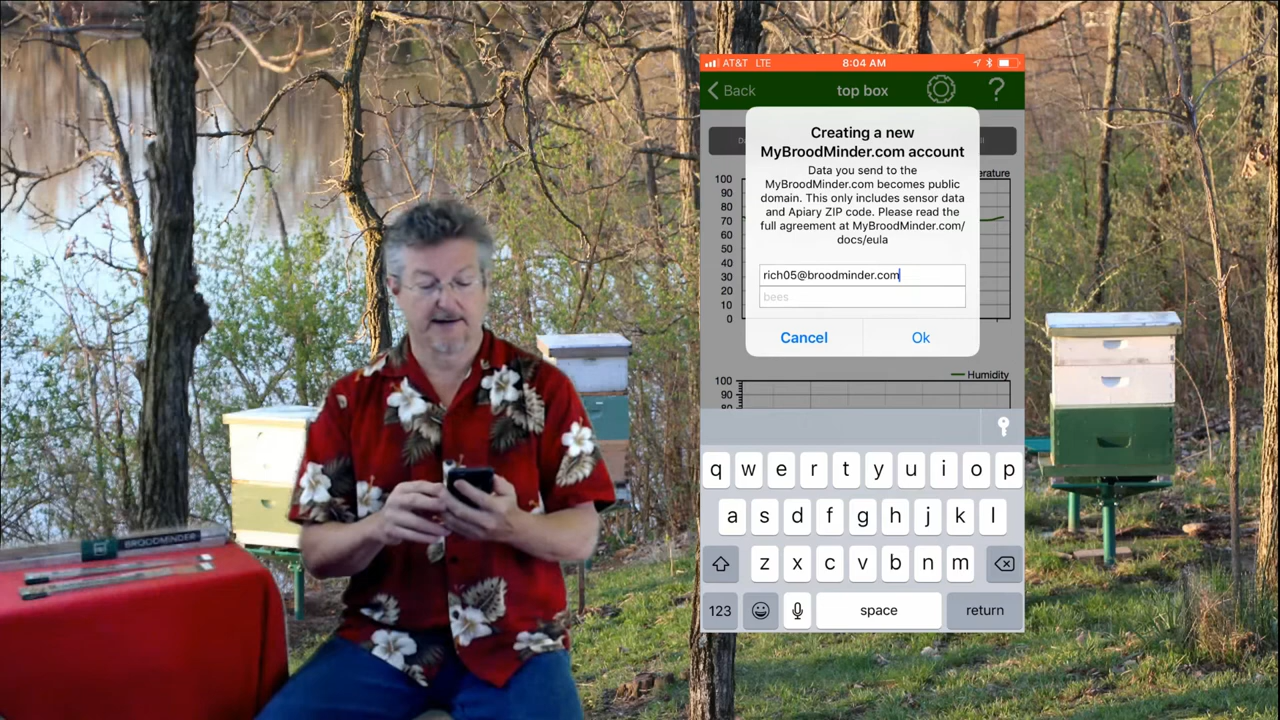 AT&T LTE 8:04 AM
Back top box ?
Creating a new
MyBroodMinder.com account
Data you send to the
MyBroodMinder.com becomes public
domain. This only includes sensor data
and Apiary ZIP code. Please read the
full agreement at MyBroodMinder.com/
docs/eula
rich05@broodminder.com
bees
Cancel Ok
100
90
80
70
60
50
40
30
20
10
0
Humidity
100
90
80
q w e r t y u i o p
a s d f g h j k l
z x c v b n m
123 space return
BROODMINDER